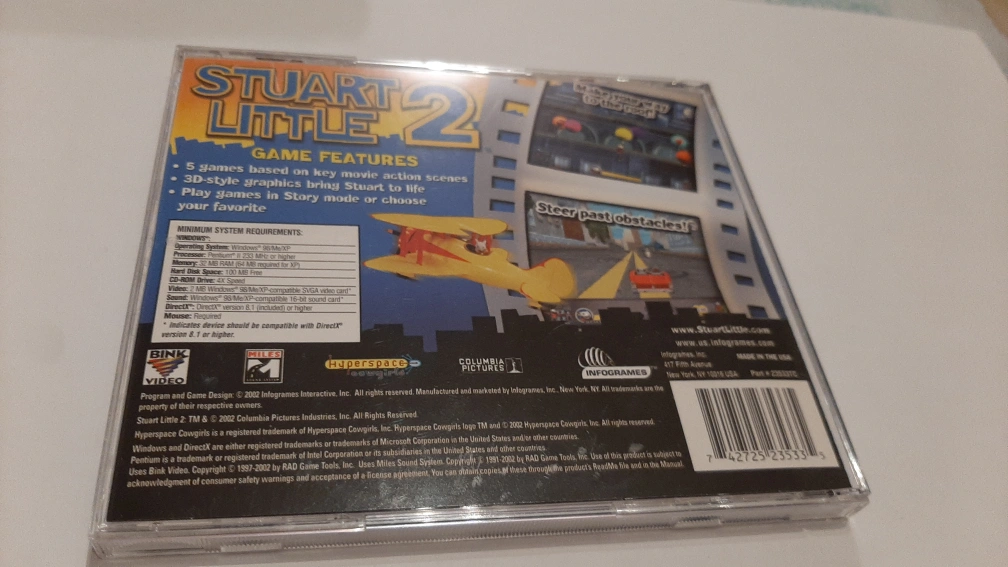 STUART
LITTLE 2
GAME FEATURES
• 5 games based on key movie action scenes
• 3D-style graphics bring Stuart to life
• Play games in Story mode or choose
your favorite
Make your way
to the roof!
Steer past obstacles!!
MINIMUM SYSTEM REQUIREMENTS:
WINDOWS®:
Operating System: Windows® 98/Me/XP
Processor: Pentium® II 233 MHz or higher
Memory: 32 MB RAM (64 MB required for XP)
Hard Disk Space: 100 MB Free
CD-ROM Drive: 4X Speed
Video: 2 MB Windows® 98/Me/XP-compatible SVGA video card*
Sound: Windows® 98/Me/XP-compatible 16-bit sound card*
DirectX®: DirectX® version 8.1 (included) or higher
Mouse: Required
* Indicates device should be compatible with DirectX®
version 8.1 or higher.
www.StuartLittle.com
www.us.infogrames.com
BINK
VIDEO
MILES
SOUND SYSTEM
Hyperspace
cowgirls
COLUMBIA
PICTURES
INFOGRAMES
Infogrames, Inc.
417 Fifth Avenue
New York, NY 10016 USA
MADE IN THE USA
Part #
Program and Game Design: © 2002 Infogrames Interactive, Inc. All rights reserved. Manufactured and marketed by Infogrames, Inc., New York, NY. All trademarks are the
property of their respective owners.
Stuart Little 2: TM & © 2002 Columbia Pictures Industries, Inc. All Rights Reserved.
Hyperspace Cowgirls is a registered trademark of Hyperspace Cowgirls, Inc. Hyperspace Cowgirls logo TM and © 2002 Hyperspace Cowgirls, Inc. All rights reserved.
Windows and DirectX are either registered trademarks or trademarks of Microsoft Corporation in the United States and/or other countries.
Pentium is a trademark or registered trademark of Intel Corporation or its subsidiaries in the United States and other countries.
Uses Bink Video. Copyright © 1997-2002 by RAD Game Tools, Inc. Uses Miles Sound System. Copyright © 1991-2002 by RAD Game Tools, Inc. Use of this product is subject to
acknowledgment of consumer safety warnings and acceptance of a license agreement. You can obtain copies of these through the product's ReadMe file and in the Manual.
7 42725 23533 5